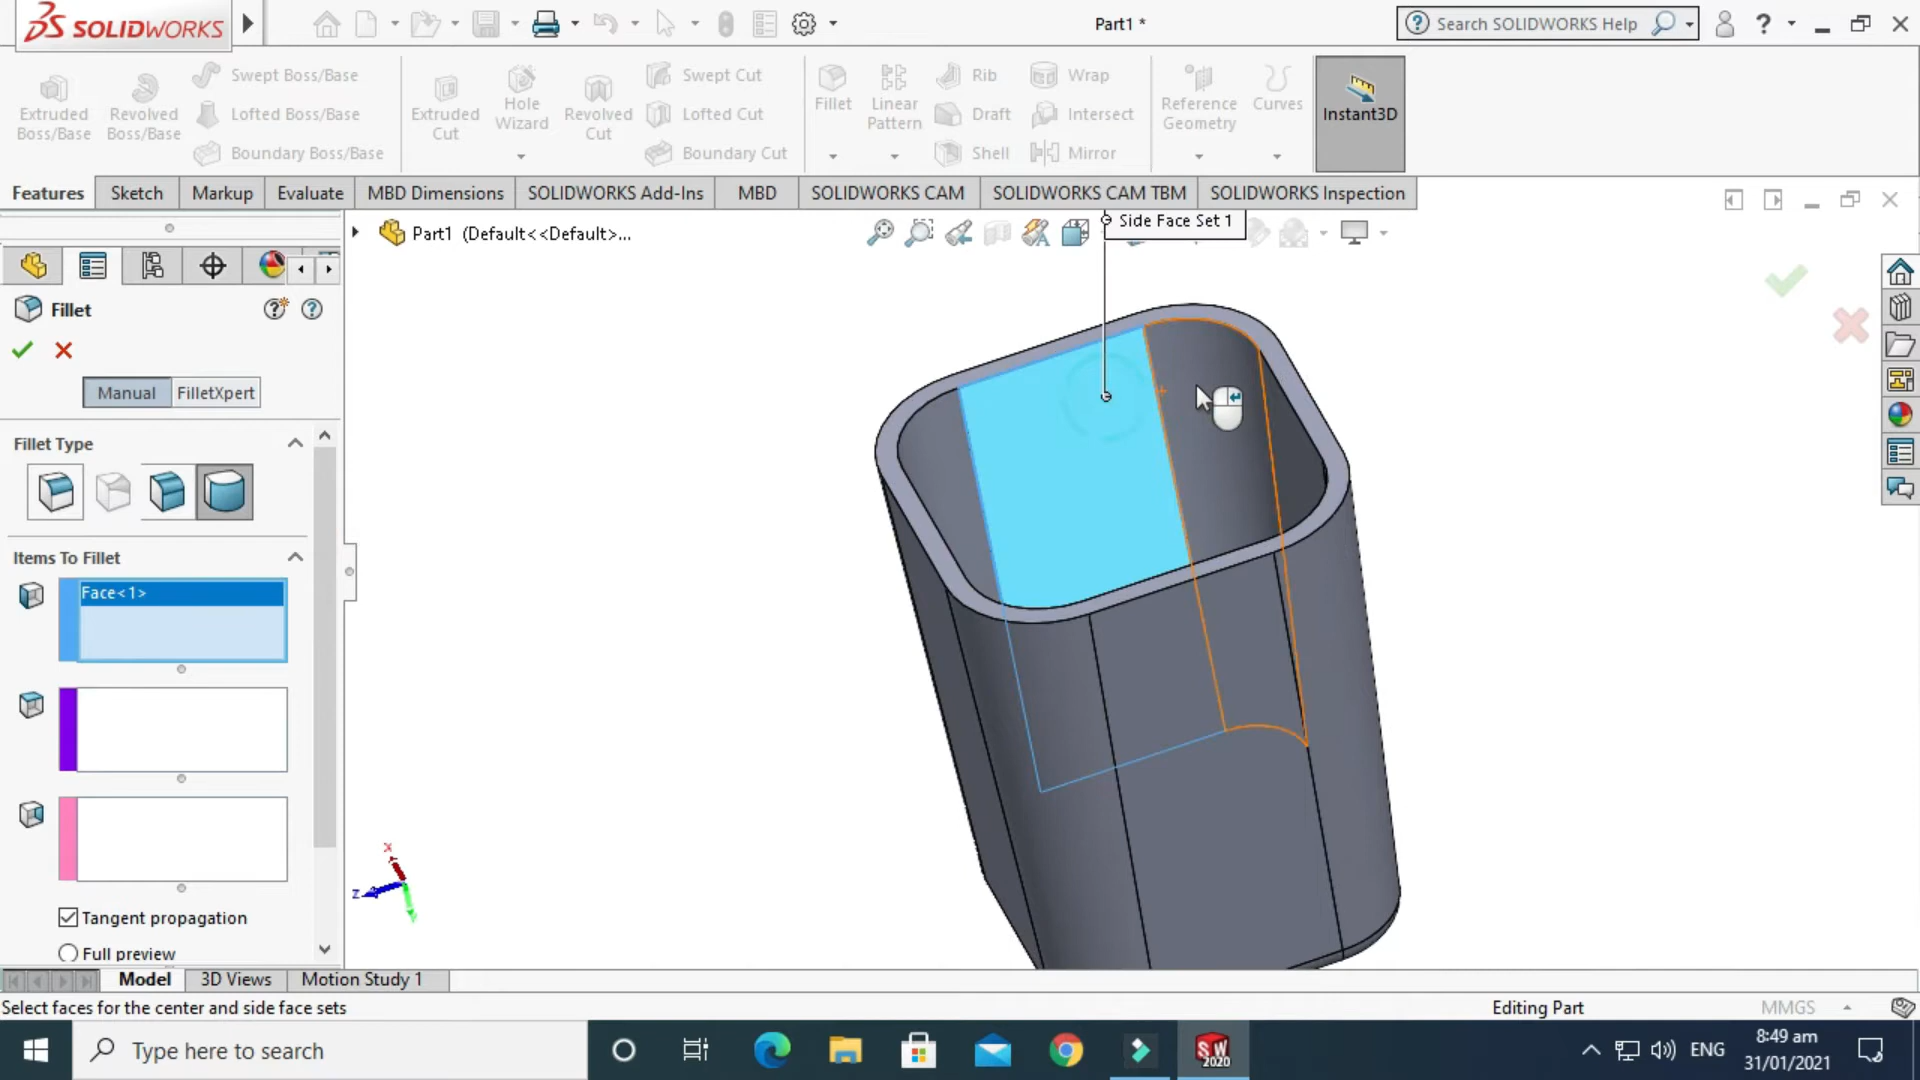 SOLIDWORKS
Part1 *
Search SOLIDWORKS Help
Extruded Boss/Base
Revolved Boss/Base
Swept Boss/Base
Lofted Boss/Base
Boundary Boss/Base
Extruded Cut
Hole Wizard
Revolved Cut
Swept Cut
Lofted Cut
Boundary Cut
Fillet
Linear Pattern
Rib
Draft
Shell
Wrap
Intersect
Mirror
Reference Geometry
Curves
Instant3D
Features
Sketch
Markup
Evaluate
MBD Dimensions
SOLIDWORKS Add-Ins
MBD
SOLIDWORKS CAM
SOLIDWORKS CAM TBM
SOLIDWORKS Inspection
Part1 (Default<<Default>...
Side Face Set 1
Fillet
Manual
FilletXpert
Fillet Type
Items To Fillet
Face<1>
Tangent propagation
Full preview
x
z
Y
Model
3D Views
Motion Study 1
Select faces for the center and side face sets
Editing Part
MMGS
Type here to search
SW
2020
ENG
8:49 am
31/01/2021